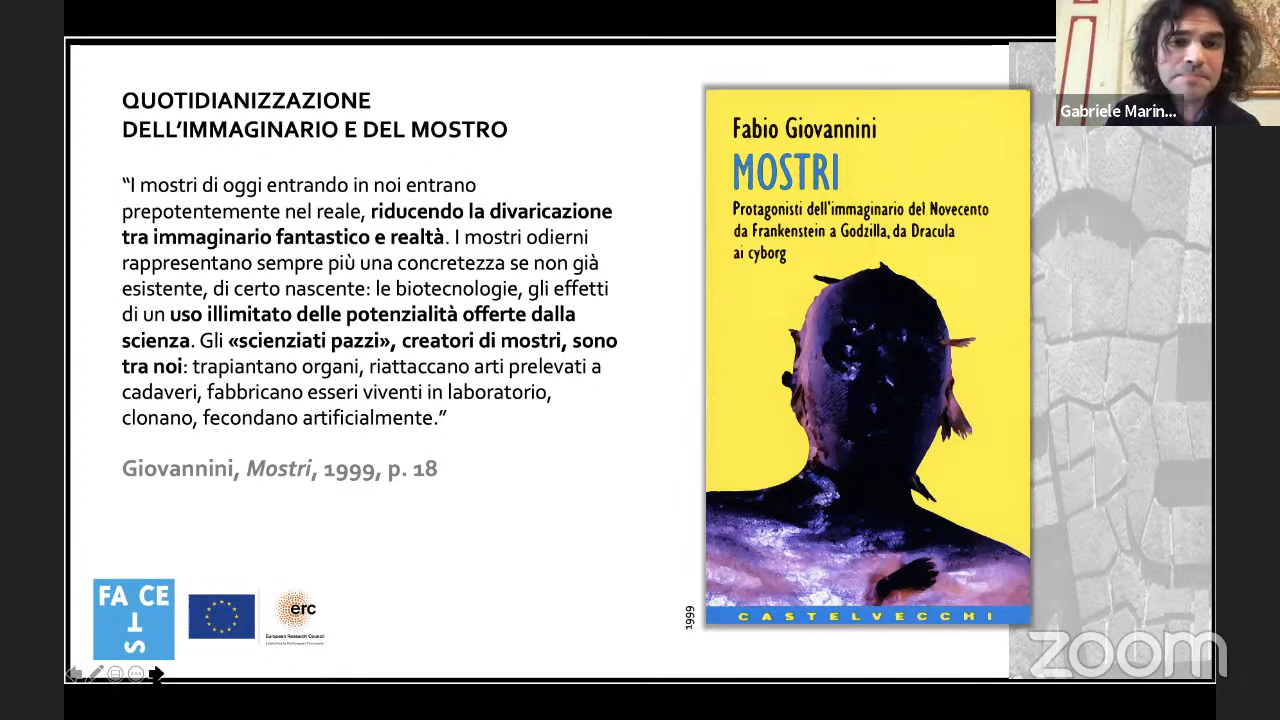 QUOTIDIANIZZAZIONE
DELL'IMMAGINARIO E DEL MOSTRO
“I mostri di oggi entrando in noi entrano
prepotentemente nel reale, riducendo la divaricazione
tra immaginario fantastico e realtà. I mostri odierni
rappresentano sempre più una concretezza se non già
esistente, di certo nascente: le biotecnologie, gli effetti
di un uso illimitato delle potenzialità offerte dalla
scienza. Gli «scienziati pazzi», creatori di mostri, sono
tra noi: trapiantano organi, riattaccano arti prelevati a
cadaveri, fabbricano esseri viventi in laboratorio,
clonano, fecondano artificialmente.”
Giovannini, Mostri, 1999, p. 18
Fabio Giovannini
MOSTRI
Protagonisti dell'immaginario del Novecento
da Frankenstein a Godzilla, da Dracula
ai cyborg
CASTELVECCHI
1999
Gabriele Marin...
FA CE
TS
erc
European Research Council
zoom